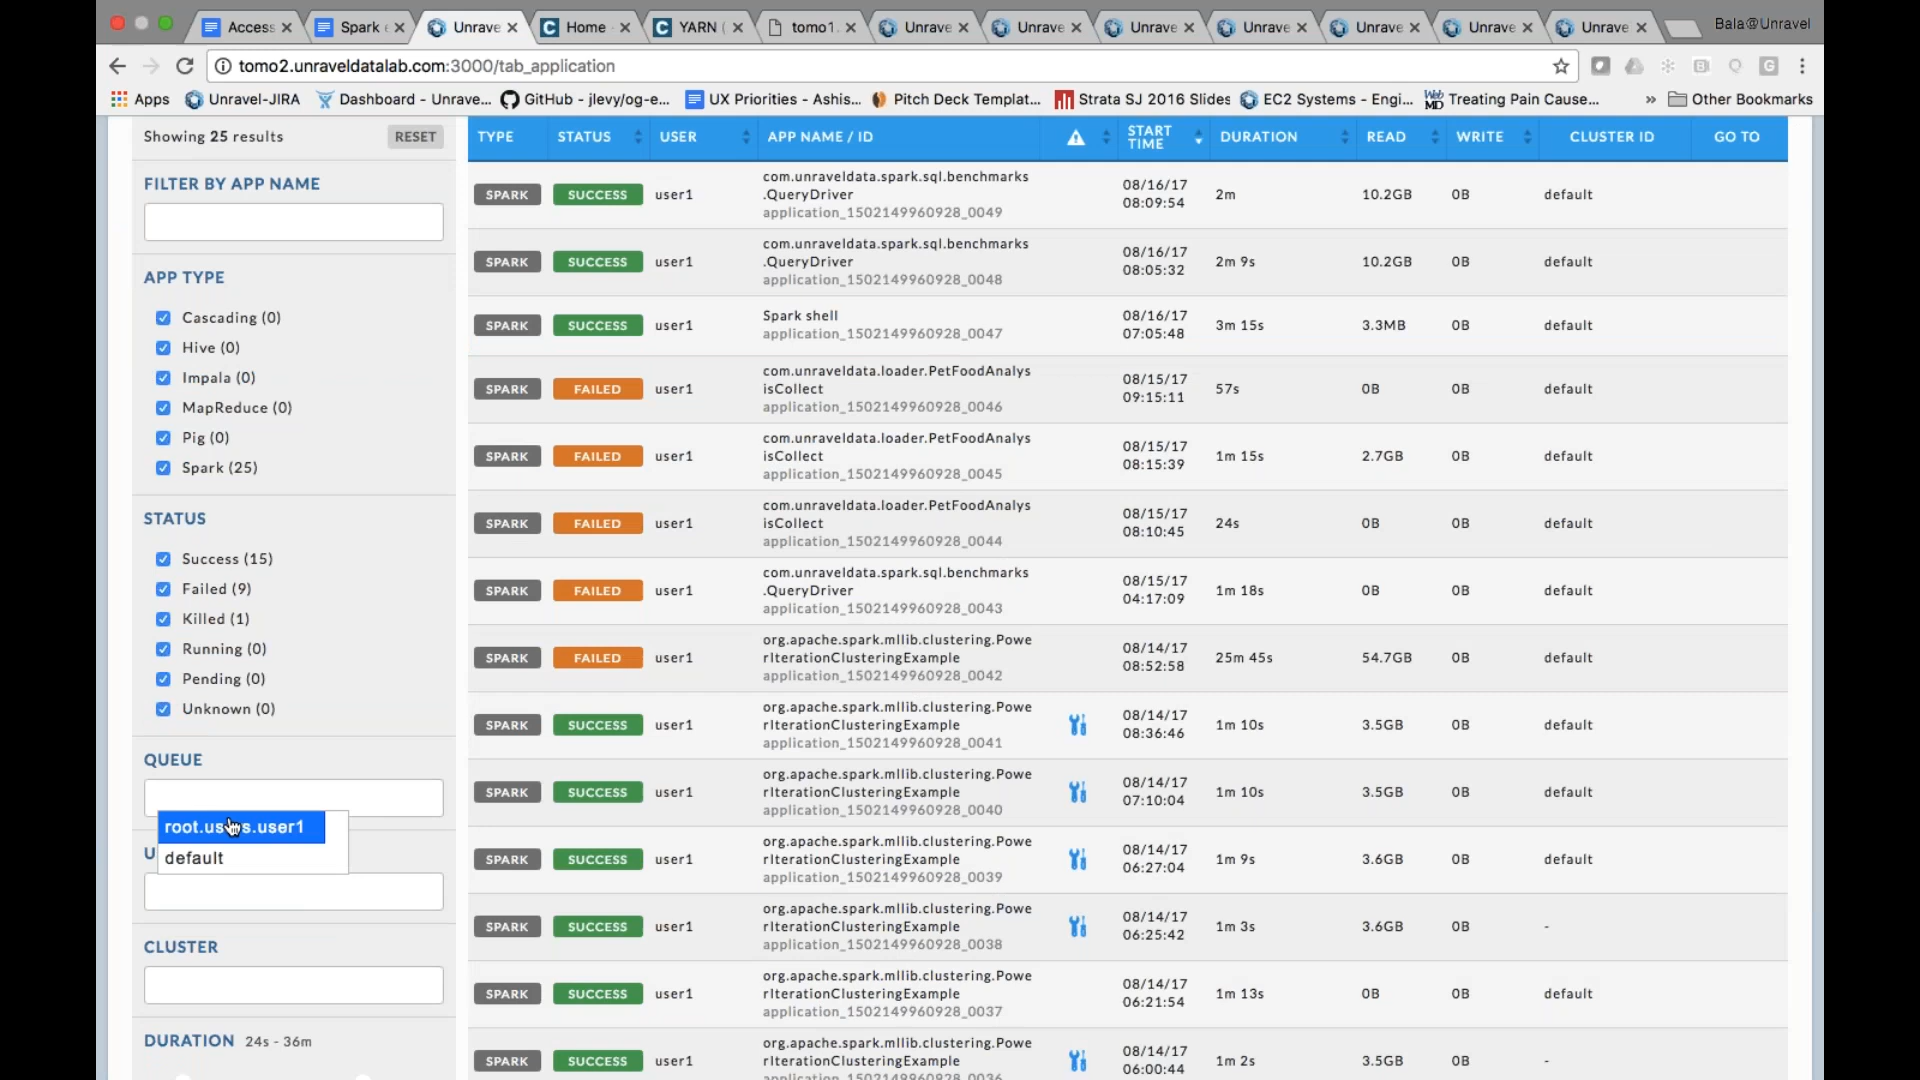 Access
Spark e
Unrave
Home
YARN (
tomo1.
Unrave
Unrave
Unrave
Unrave
Unrave
Unrave
Unrave
Bala@Unravel
tomo2.unraveldatalab.com:3000/tab_application
Apps
Unravel-JIRA
Dashboard - Unrave...
GitHub - jlevy/og-e...
UX Priorities - Ashis...
Pitch Deck Templat...
Strata SJ 2016 Slides
EC2 Systems - Engi...
Treating Pain Cause...
»
Other Bookmarks
Showing 25 results
RESET
FILTER BY APP NAME
APP TYPE
Cascading (0)
Hive (0)
Impala (0)
MapReduce (0)
Pig (0)
Spark (25)
STATUS
Success (15)
Failed (9)
Killed (1)
Running (0)
Pending (0)
Unknown (0)
QUEUE
default
CLUSTER
DURATION 24s - 36m
TYPE STATUS USER APP NAME / ID START TIME DURATION READ WRITE CLUSTER ID GO TO
SPARK SUCCESS user1 com.unraveldata.spark.sql.benchmarks 08/16/17 2m 10.2GB 0B default
.QueryDriver 08:09:54
application_1502149960928_0049
SPARK SUCCESS user1 com.unraveldata.spark.sql.benchmarks 08/16/17 2m 9s 10.2GB 0B default
.QueryDriver 08:05:32
application_1502149960928_0048
SPARK SUCCESS user1 Spark shell 08/16/17 3m 15s 3.3MB 0B default
application_1502149960928_0047 07:05:48
SPARK FAILED user1 com.unraveldata.loader.PetFoodAnalys 08/15/17 57s 0B 0B default
isCollect 09:15:11
application_1502149960928_0046
SPARK FAILED user1 com.unraveldata.loader.PetFoodAnalys 08/15/17 1m 15s 2.7GB 0B default
isCollect 08:15:39
application_1502149960928_0045
SPARK FAILED user1 com.unraveldata.loader.PetFoodAnalys 08/15/17 24s 0B 0B default
isCollect 08:10:45
application_1502149960928_0044
SPARK FAILED user1 com.unraveldata.spark.sql.benchmarks 08/15/17 1m 18s 0B 0B default
.QueryDriver 04:17:09
application_1502149960928_0043
SPARK FAILED user1 org.apache.spark.mllib.clustering.Powe 08/14/17 25m 45s 54.7GB 0B default
rIterationClusteringExample 08:52:58
application_1502149960928_0042
SPARK SUCCESS user1 org.apache.spark.mllib.clustering.Powe 08/14/17 1m 10s 3.5GB 0B default
rIterationClusteringExample 08:36:46
application_1502149960928_0041
SPARK SUCCESS user1 org.apache.spark.mllib.clustering.Powe 08/14/17 1m 10s 3.5GB 0B default
rIterationClusteringExample 07:10:04
application_1502149960928_0040
SPARK SUCCESS user1 org.apache.spark.mllib.clustering.Powe 08/14/17 1m 9s 3.6GB 0B default
rIterationClusteringExample 06:27:04
application_1502149960928_0039
SPARK SUCCESS user1 org.apache.spark.mllib.clustering.Powe 08/14/17 1m 3s 3.6GB 0B -
rIterationClusteringExample 06:25:42
application_1502149960928_0038
SPARK SUCCESS user1 org.apache.spark.mllib.clustering.Powe 08/14/17 1m 13s 0B 0B default
rIterationClusteringExample 06:21:54
application_1502149960928_0037
SPARK SUCCESS user1 org.apache.spark.mllib.clustering.Powe 08/14/17 1m 2s 3.5GB 0B -
rIterationClusteringExample 06:00:44
application_1502149960928_0036